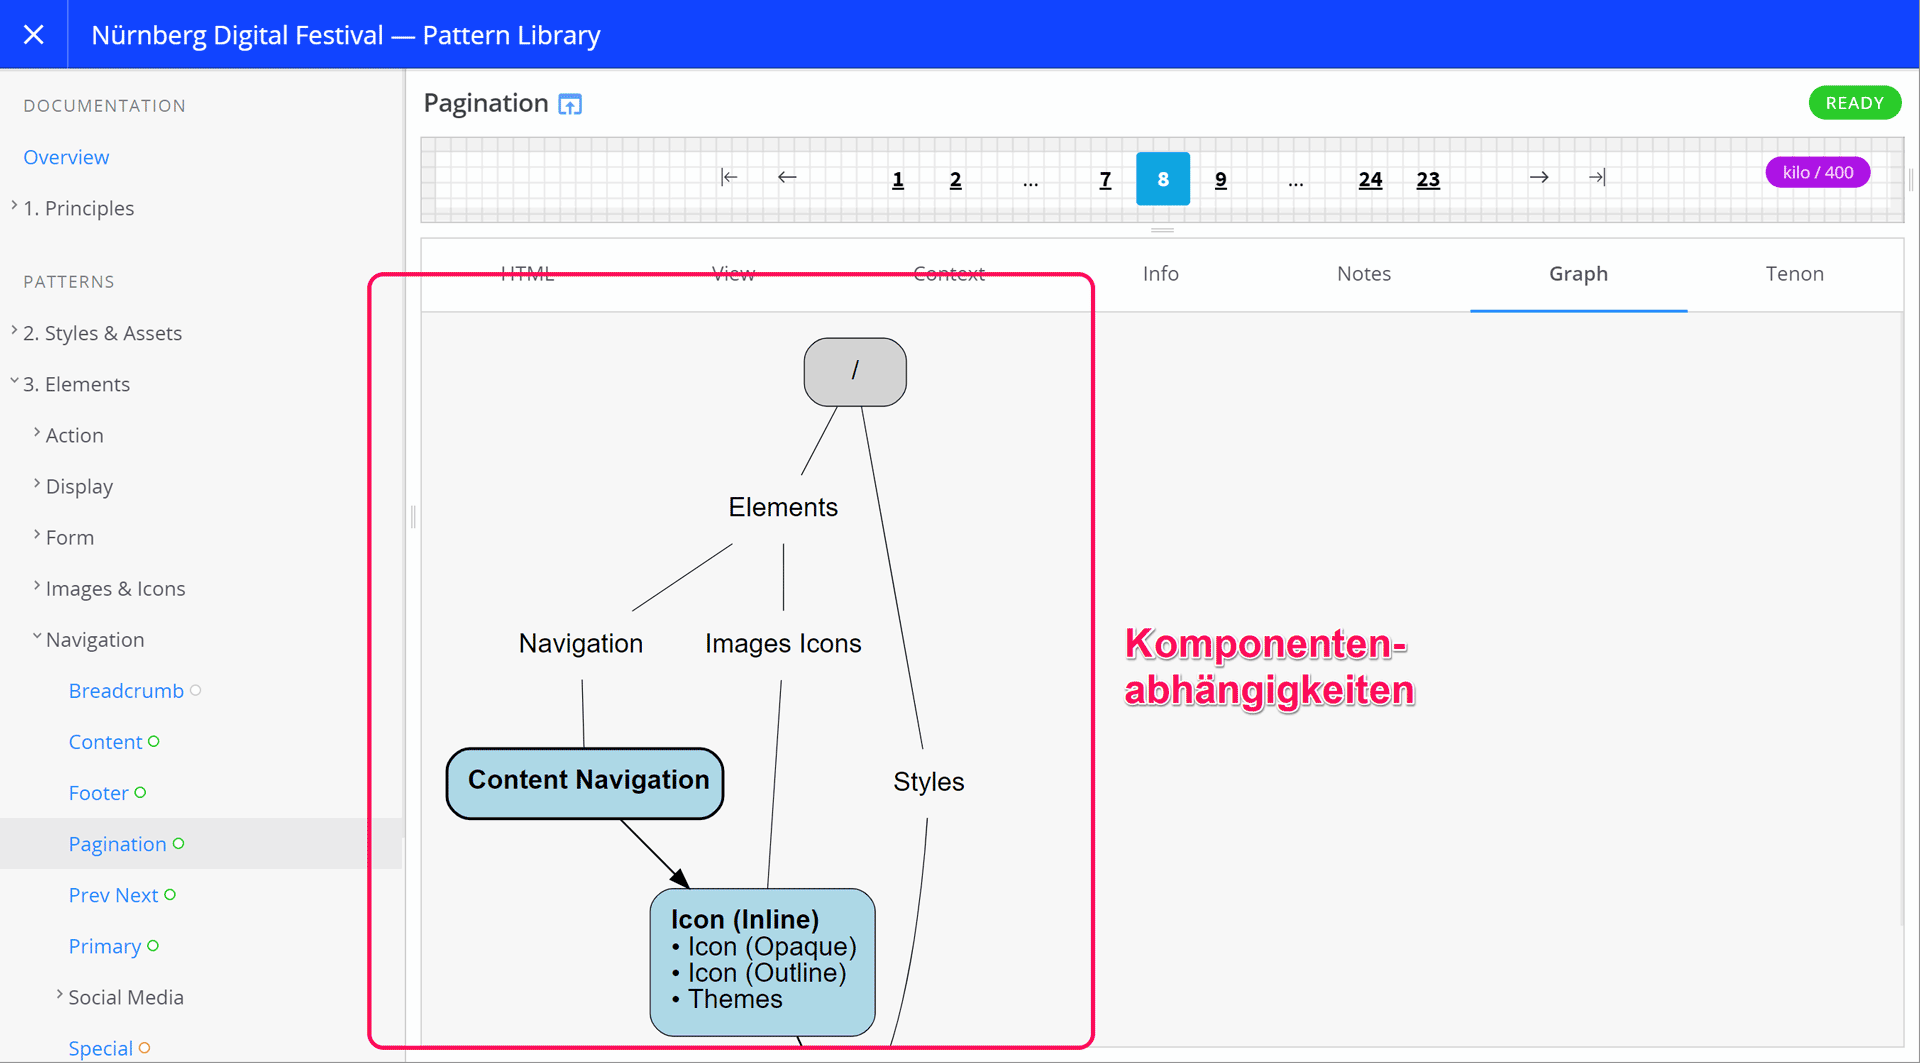 Nürnberg Digital Festival — Pattern Library
DOCUMENTATION
Overview
1. Principles
PATTERNS
2. Styles & Assets
3. Elements
Action
Display
Form
Images & Icons
Navigation
Breadcrumb
Content
Footer
Pagination
Prev Next
Primary
Social Media
Special
Pagination
READY
1 2 ... 7 8 9 ... 24 23
kilo / 400
HTML View Context Info Notes Graph Tenon
/
Elements
Navigation Images Icons
Content Navigation
Styles
Icon (Inline)
• Icon (Opaque)
• Icon (Outline)
• Themes
Komponenten-
abhängigkeiten